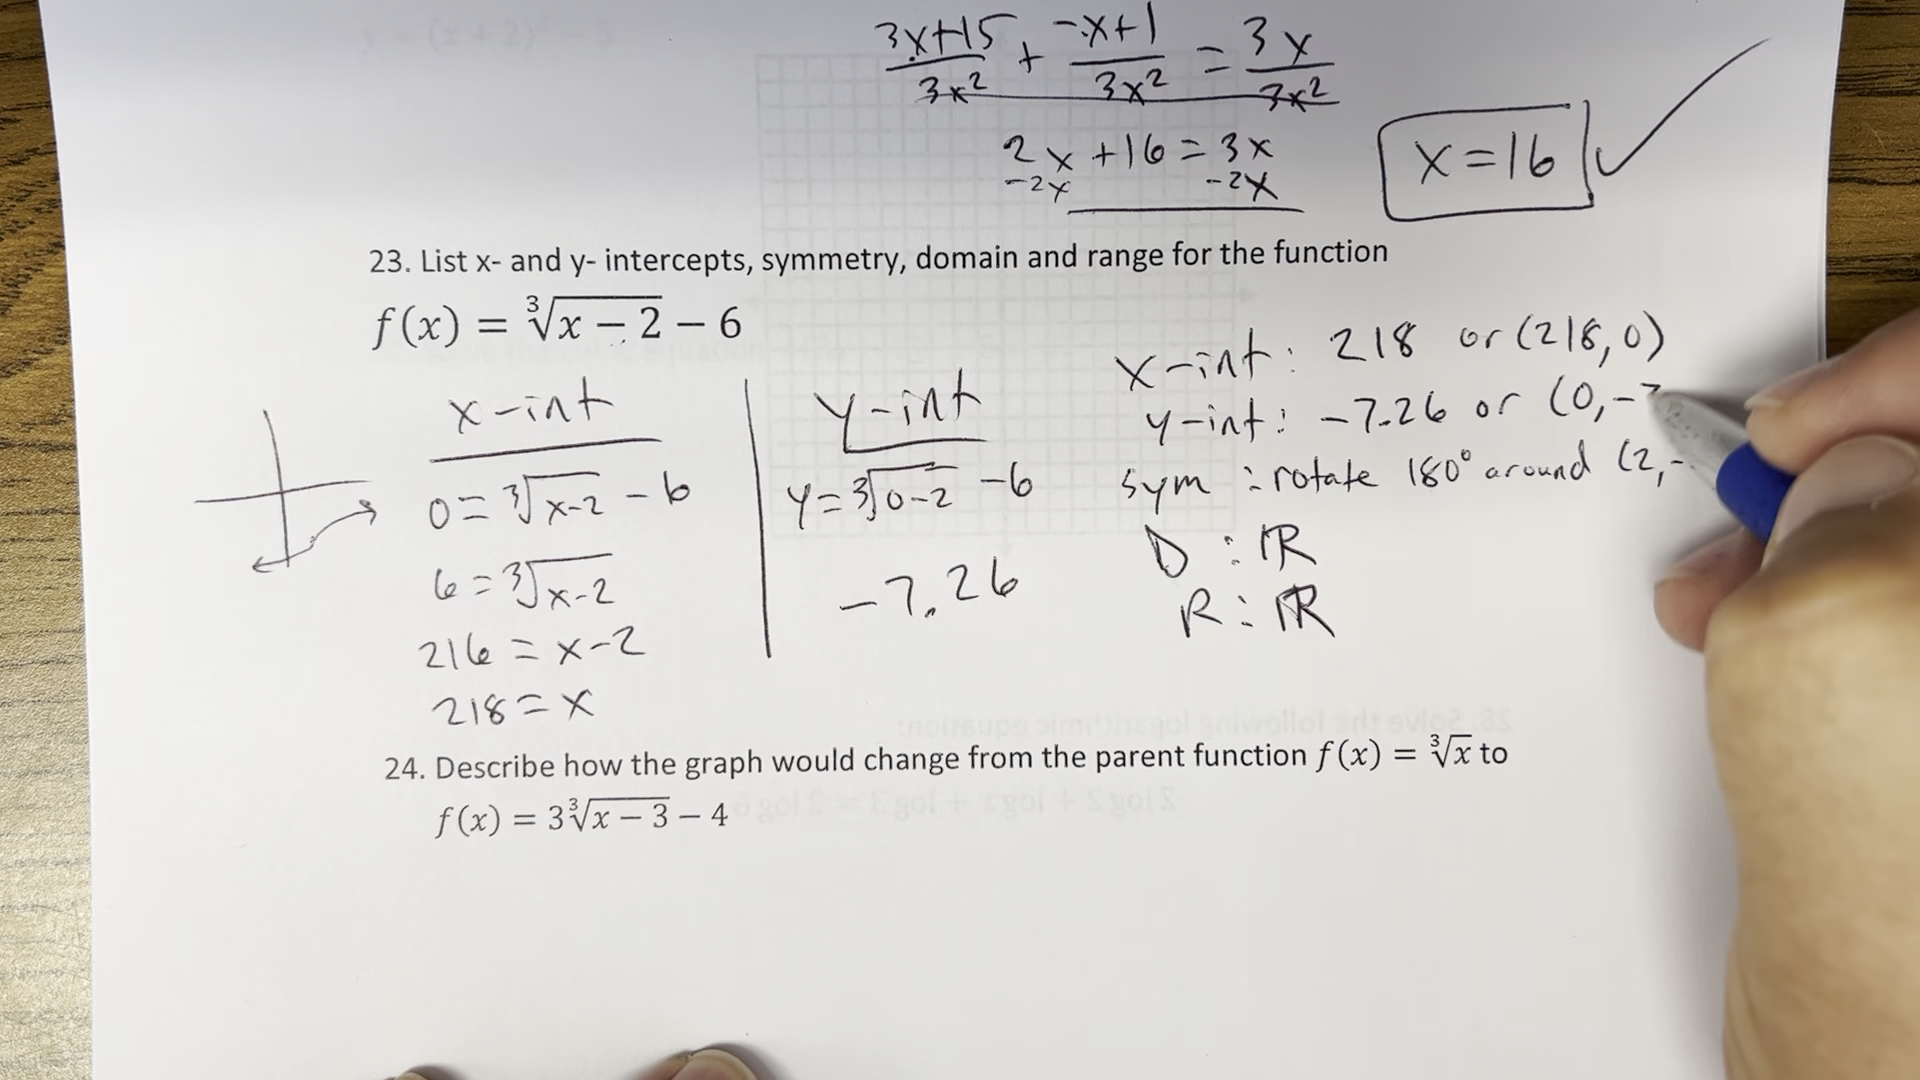 3x+15/3x² + -x+1/3x² = 3x/3x²
2x+16=3x
-2x -2x
x=16 ✓
23. List x- and y- intercepts, symmetry, domain and range for the function
f(x) = ∛(x − 2) − 6
x-int
0=∛(x-2) -6
6=∛(x-2)
216=x-2
218=x
y-int
y=∛(0-2) -6
-7.26
x-int: 218 or (218,0)
y-int: -7.26 or (0,-7
sym: rotate 180° around (2,-
D: ℝ
R: ℝ
24. Describe how the graph would change from the parent function f(x) = ∛x to
f(x) = 3∛(x − 3) − 4